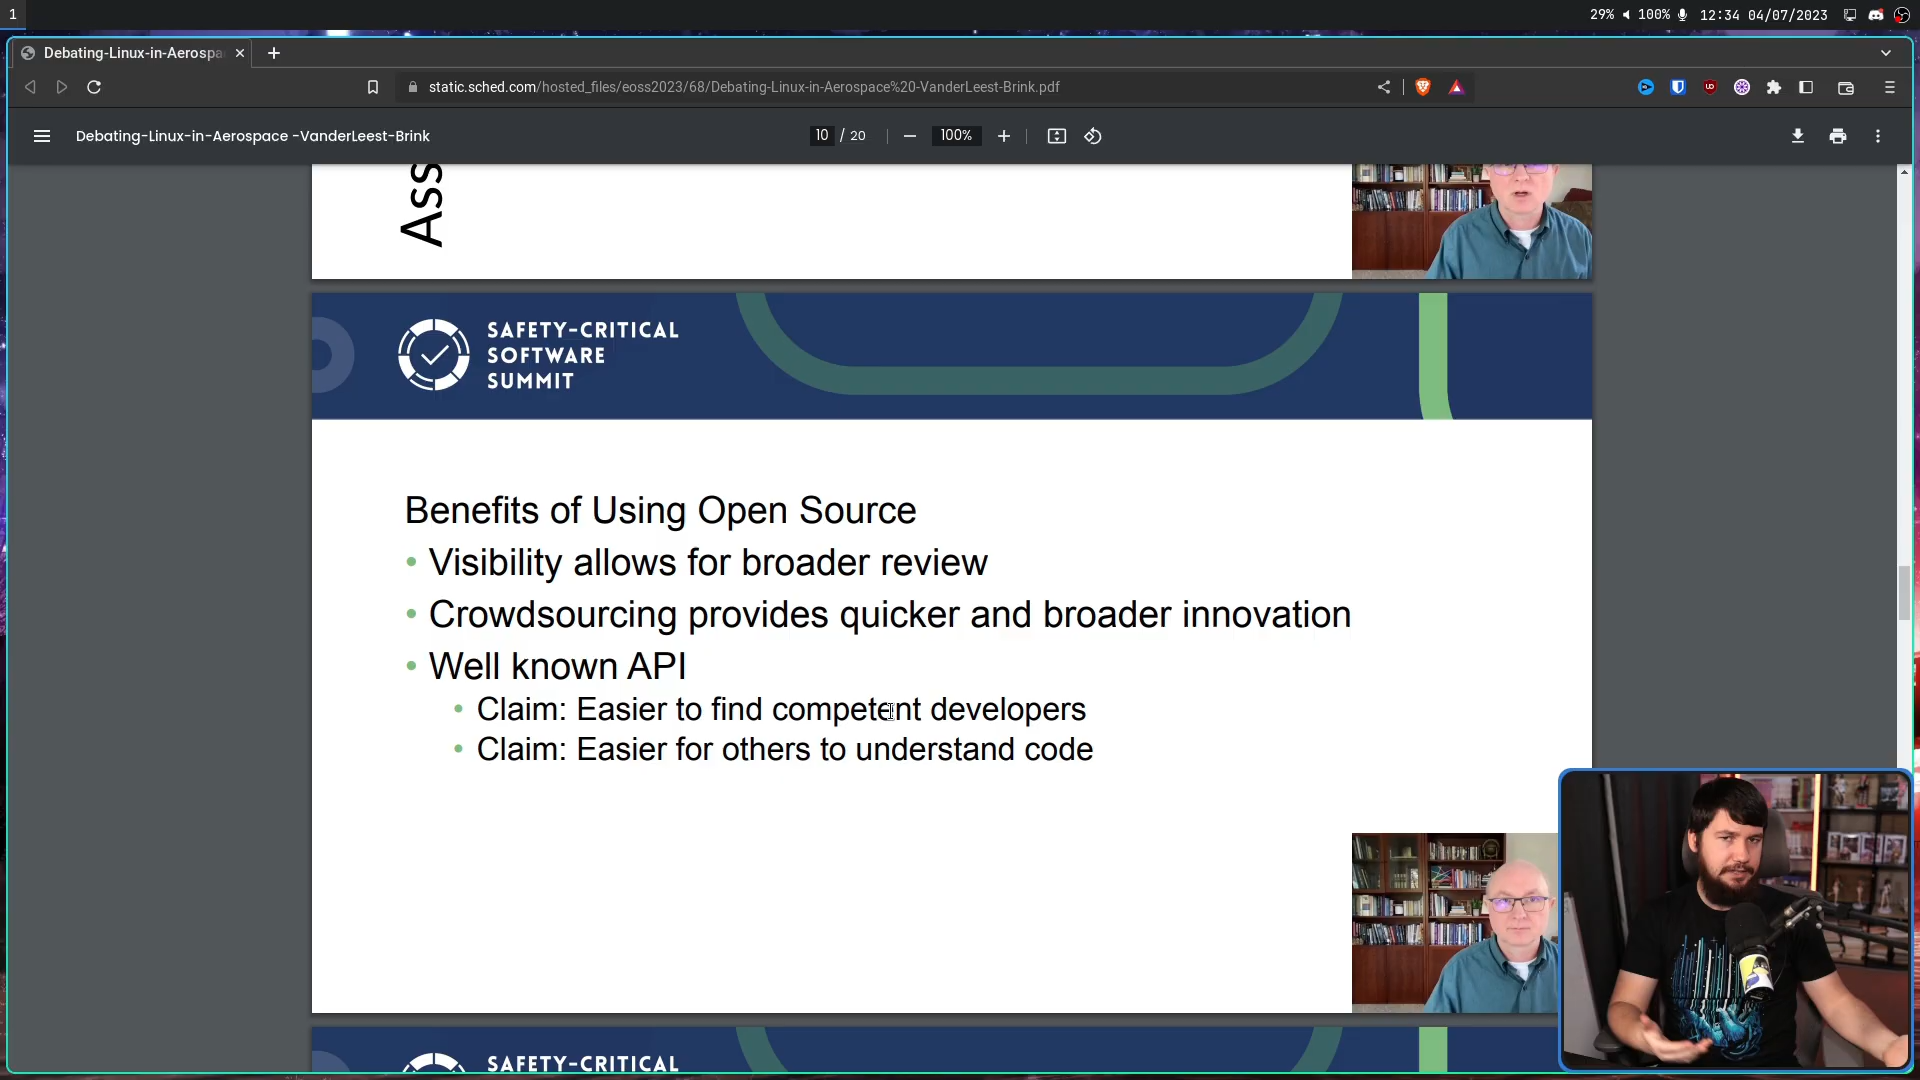 1
29% 100% 12:34 04/07/2023
Debating-Linux-in-Aerospa
static.sched.com/hosted_files/eoss2023/68/Debating-Linux-in-Aerospace%20-VanderLeest-Brink.pdf
Debating-Linux-in-Aerospace -VanderLeest-Brink
10 / 20
100%
Ass
SAFETY-CRITICAL
SOFTWARE
SUMMIT
Benefits of Using Open Source
• Visibility allows for broader review
• Crowdsourcing provides quicker and broader innovation
• Well known API
• Claim: Easier to find competent developers
• Claim: Easier for others to understand code
SAFETY-CRITICAL